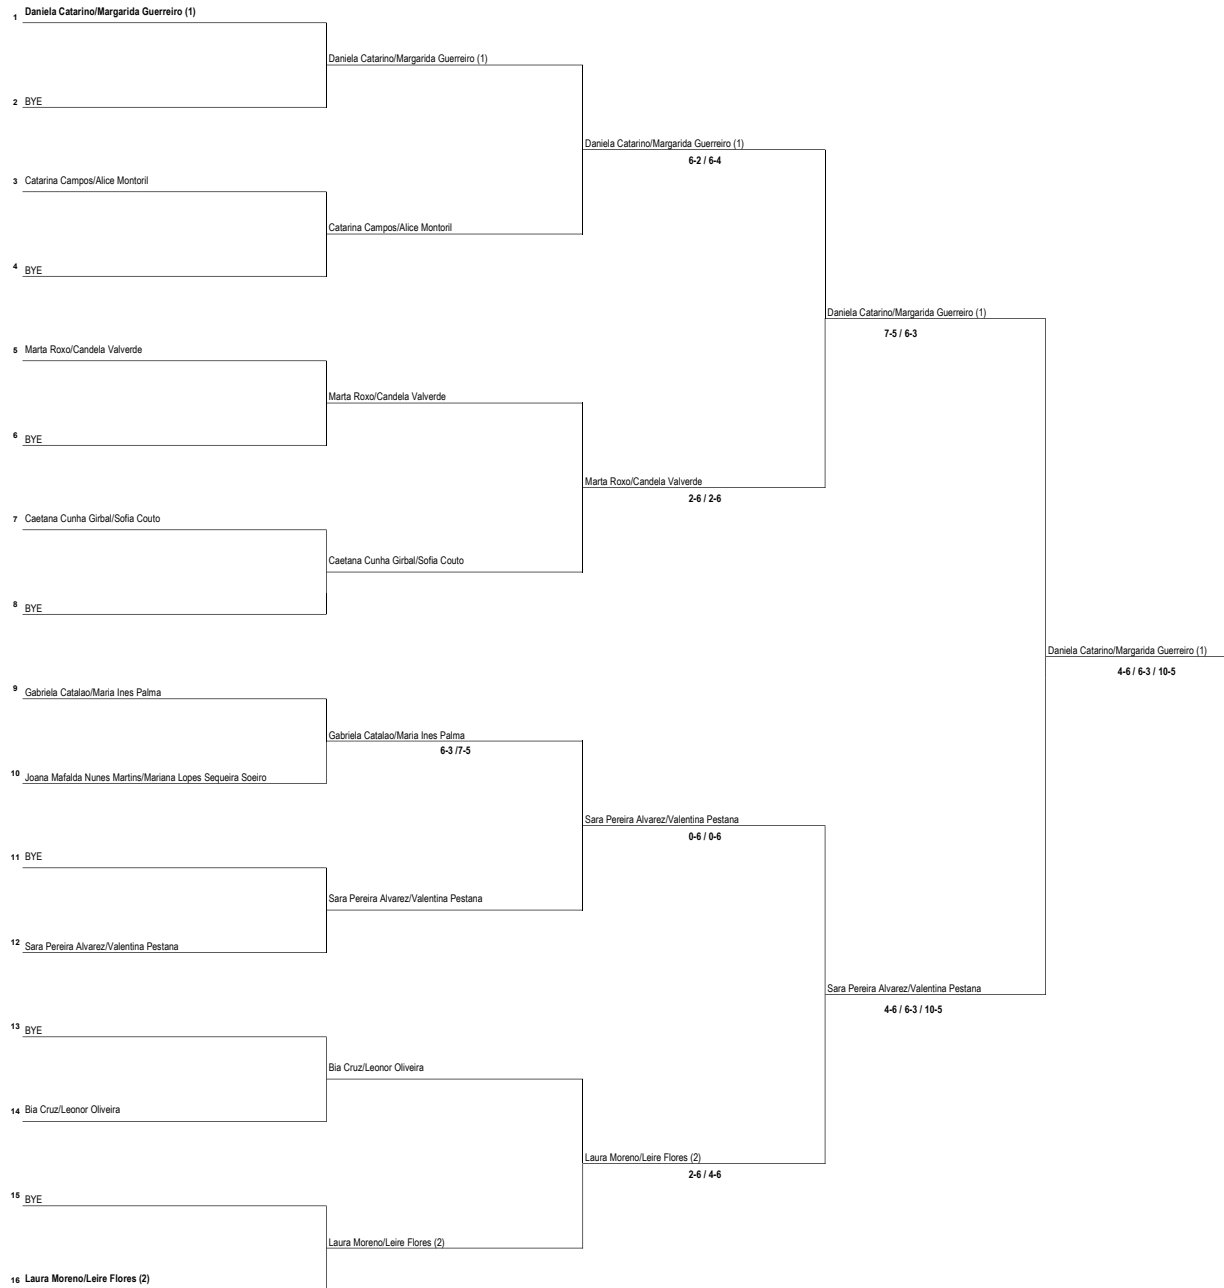 1 Daniela Catarino/Margarida Guerreiro (1)
Daniela Catarino/Margarida Guerreiro (1)
2 BYE
Daniela Catarino/Margarida Guerreiro (1)
6-2 / 6-4
3 Catarina Campos/Alice Montoril
Catarina Campos/Alice Montoril
4 BYE
Daniela Catarino/Margarida Guerreiro (1)
7-5 / 6-3
5 Marta Roxo/Candela Valverde
Marta Roxo/Candela Valverde
6 BYE
Marta Roxo/Candela Valverde
2-6 / 2-6
7 Caetana Cunha Girbal/Sofia Couto
Caetana Cunha Girbal/Sofia Couto
8 BYE
Daniela Catarino/Margarida Guerreiro (1)
4-6 / 6-3 / 10-5
9 Gabriela Catalao/Maria Ines Palma
Gabriela Catalao/Maria Ines Palma
6-3 /7-5
10 Joana Mafalda Nunes Martins/Mariana Lopes Sequeira Soeiro
Sara Pereira Alvarez/Valentina Pestana
0-6 / 0-6
11 BYE
Sara Pereira Alvarez/Valentina Pestana
12 Sara Pereira Alvarez/Valentina Pestana
Sara Pereira Alvarez/Valentina Pestana
4-6 / 6-3 / 10-5
13 BYE
Bia Cruz/Leonor Oliveira
14 Bia Cruz/Leonor Oliveira
Laura Moreno/Leire Flores (2)
2-6 / 4-6
15 BYE
Laura Moreno/Leire Flores (2)
16 Laura Moreno/Leire Flores (2)